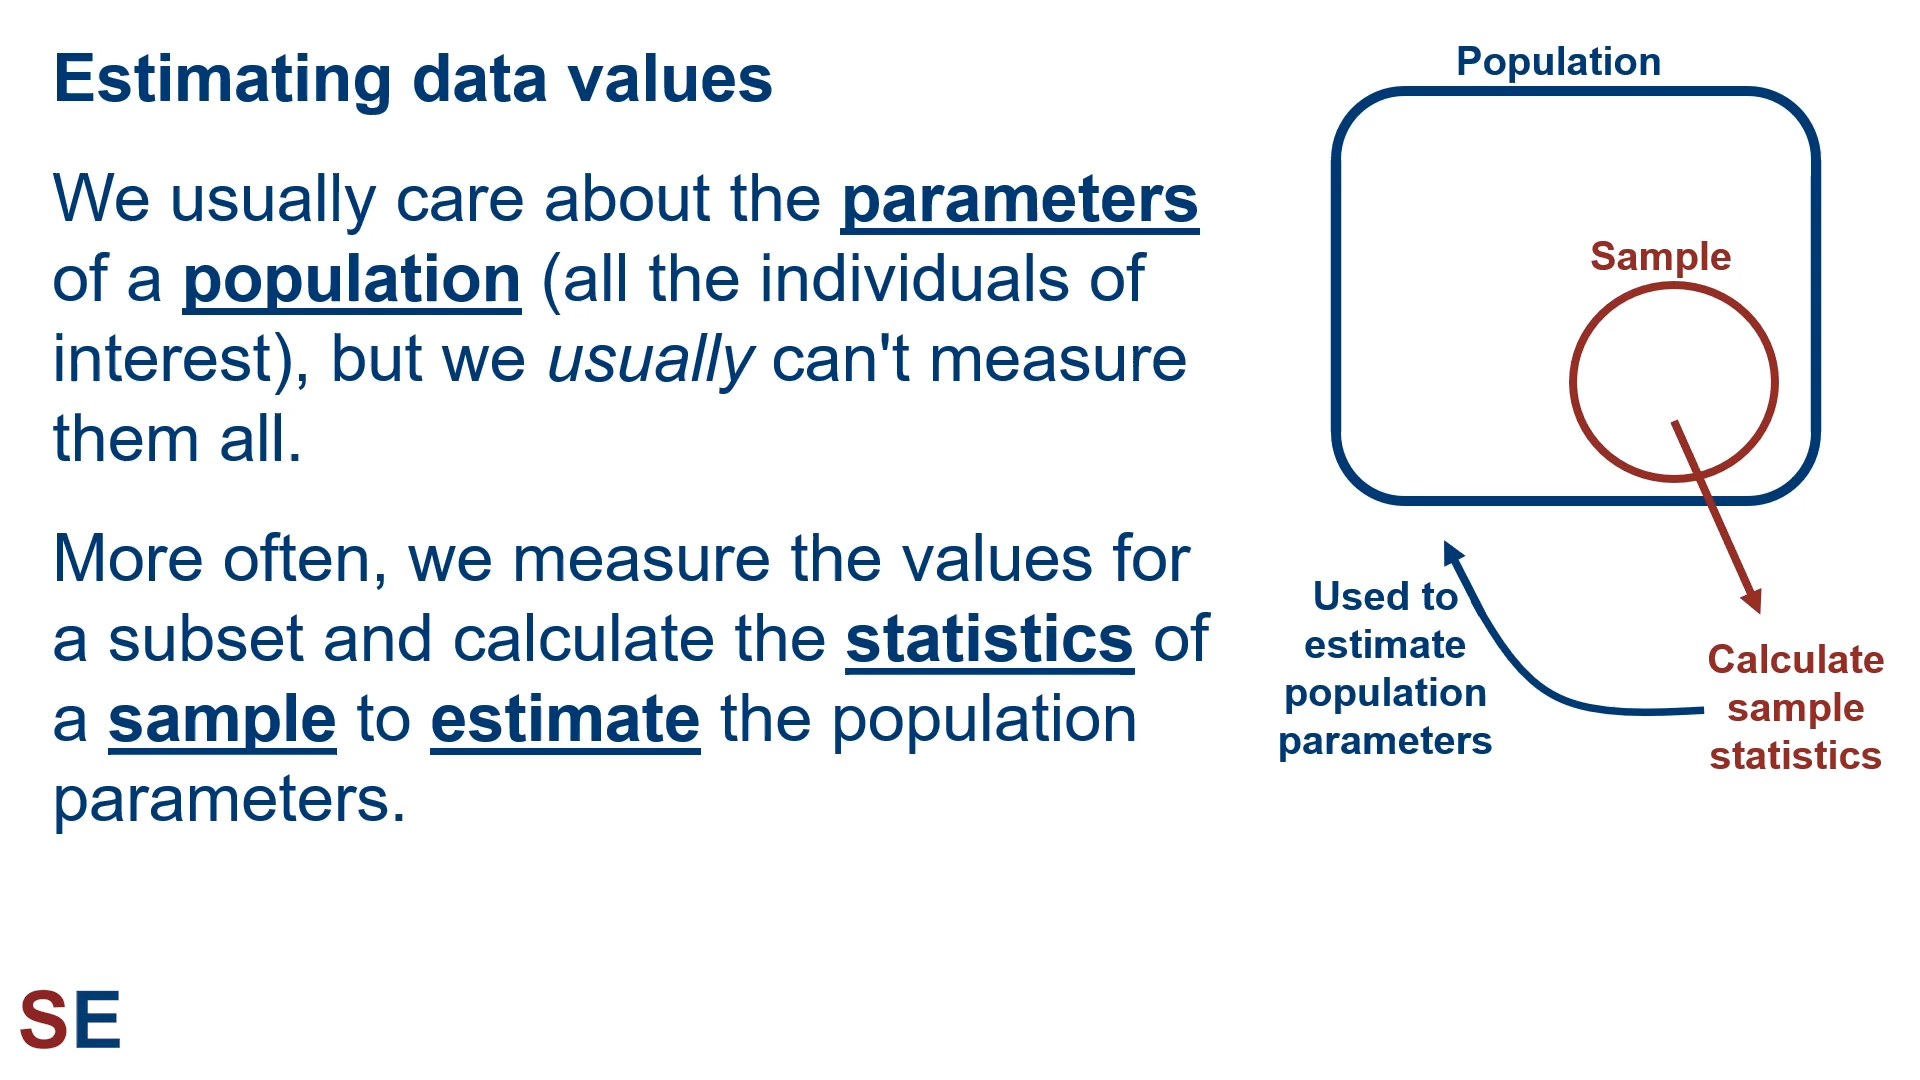 Estimating data values
We usually care about the parameters
of a population (all the individuals of
interest), but we usually can't measure
them all.
More often, we measure the values for
a subset and calculate the statistics of
a sample to estimate the population
parameters.
Population
Sample
Used to
estimate
population
parameters
Calculate
sample
statistics
SE